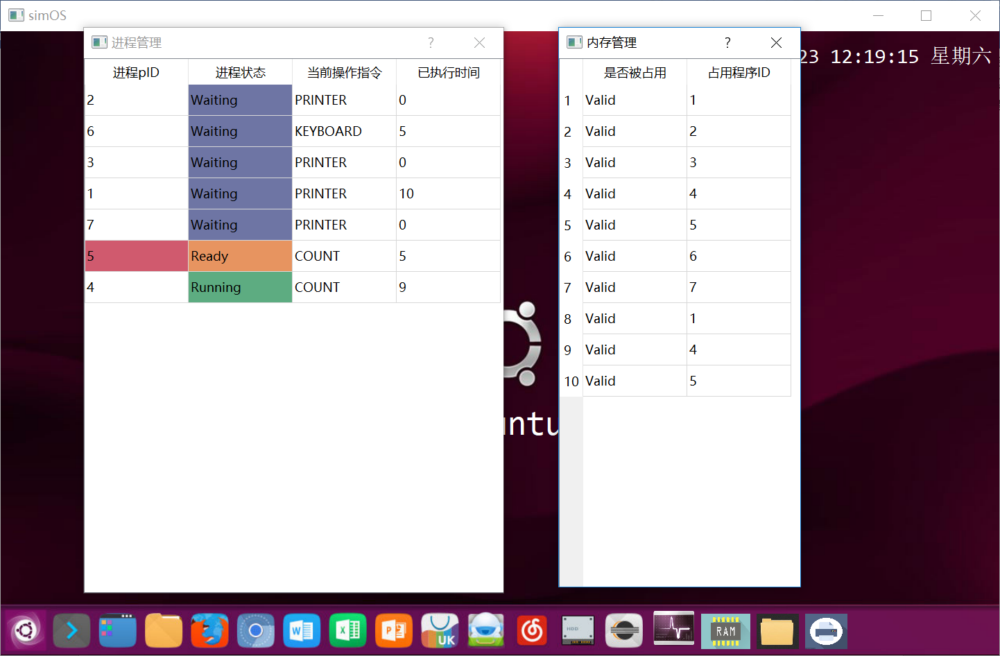 simOS
进程管理 ?
内存管理 ?
23 12:19:15 星期六
进程pID 进程状态 当前操作指令 已执行时间
2 Waiting PRINTER 0
6 Waiting KEYBOARD 5
3 Waiting PRINTER 0
1 Waiting PRINTER 10
7 Waiting PRINTER 0
5 Ready COUNT 5
4 Running COUNT 9
是否被占用 占用程序ID
1 Valid 1
2 Valid 2
3 Valid 3
4 Valid 4
5 Valid 5
6 Valid 6
7 Valid 7
8 Valid 1
9 Valid 4
10 Valid 5
untu
W X P UK HDD RAM